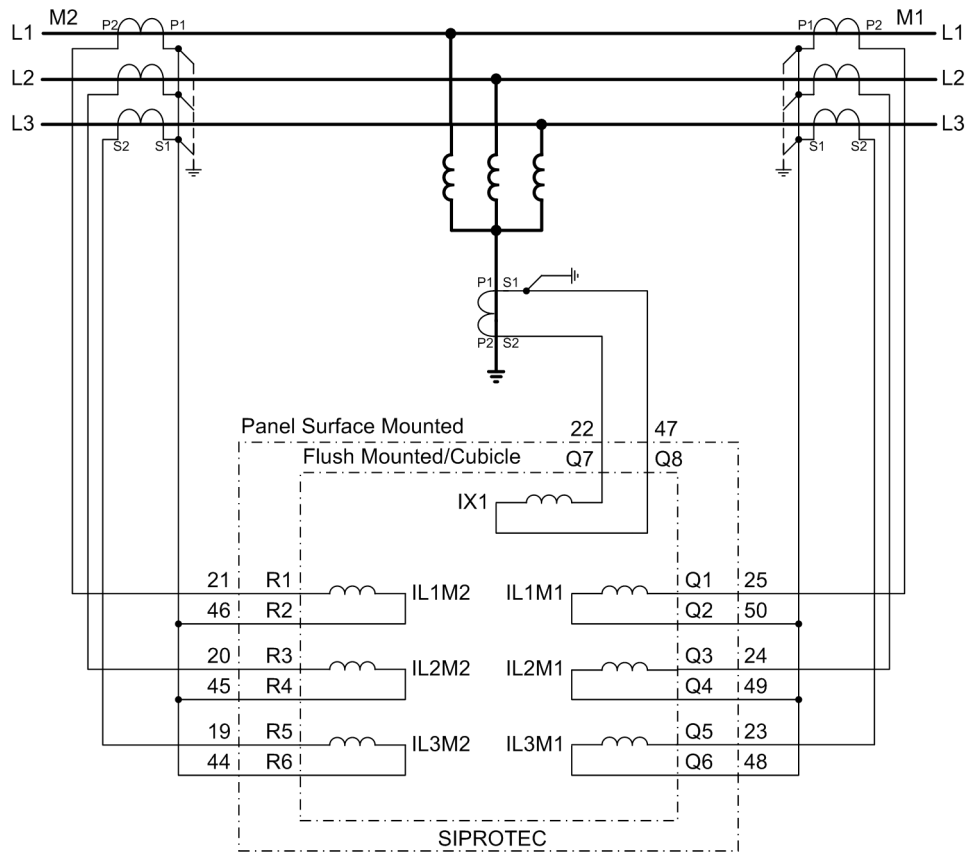 M2 M1
P2 P1 P1 P2
L1 L1
L2 L2
L3 L3
S2 S1 S1 S2
P1 S1
P2 S2
Panel Surface Mounted 22 47
Flush Mounted/Cubicle Q7 Q8
IX1
21 R1 IL1M2 IL1M1 Q1 25
46 R2 Q2 50
20 R3 IL2M2 IL2M1 Q3 24
45 R4 Q4 49
19 R5 IL3M2 IL3M1 Q5 23
44 R6 Q6 48
SIPROTEC